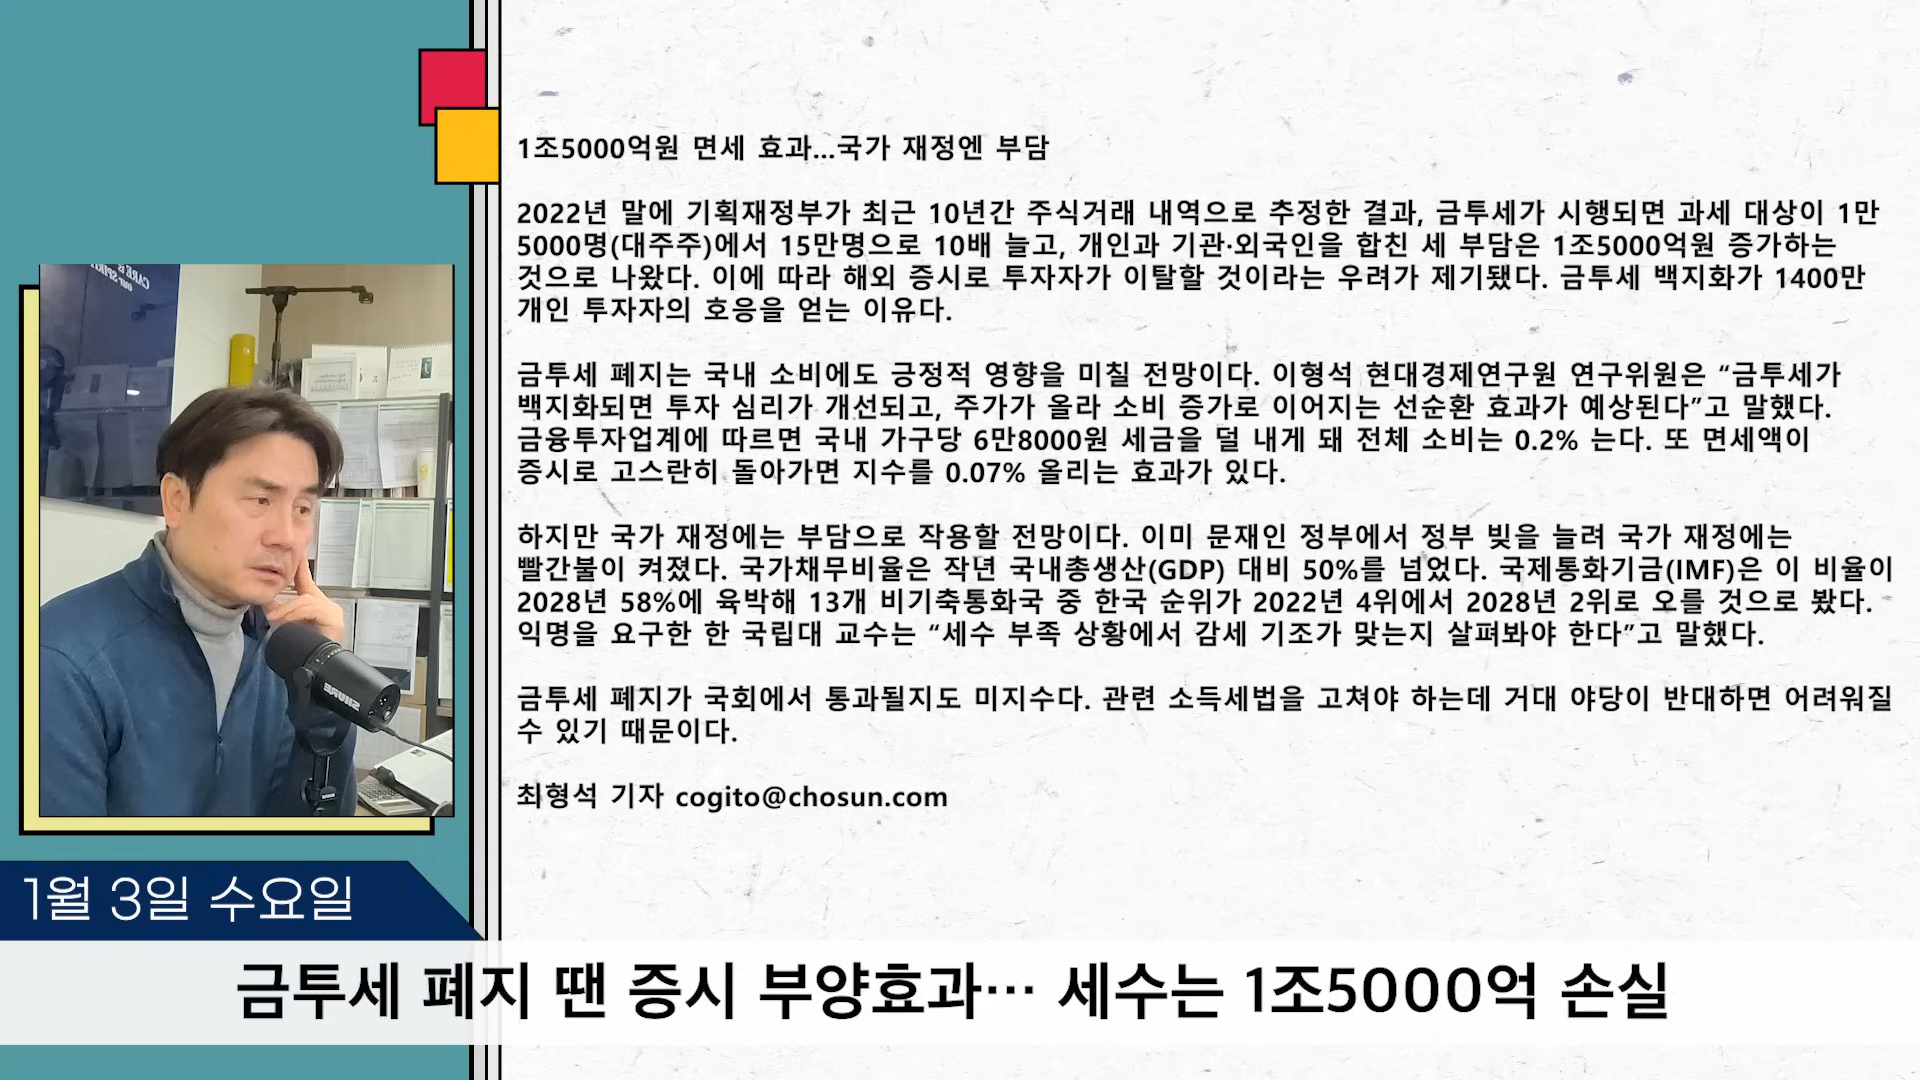 1조5000억원 면세 효과...국가 재정엔 부담
2022년 말에 기획재정부가 최근 10년간 주식거래 내역으로 추정한 결과, 금투세가 시행되면 과세 대상이 1만
5000명(대주주)에서 15만명으로 10배 늘고, 개인과 기관·외국인을 합친 세 부담은 1조5000억원 증가하는
것으로 나왔다. 이에 따라 해외 증시로 투자자가 이탈할 것이라는 우려가 제기됐다. 금투세 백지화가 1400만
개인 투자자의 호응을 얻는 이유다.
금투세 폐지는 국내 소비에도 긍정적 영향을 미칠 전망이다. 이형석 현대경제연구원 연구위원은 “금투세가
백지화되면 투자 심리가 개선되고, 주가가 올라 소비 증가로 이어지는 선순환 효과가 예상된다”고 말했다.
금융투자업계에 따르면 국내 가구당 6만8000원 세금을 덜 내게 돼 전체 소비는 0.2% 는다. 또 면세액이
증시로 고스란히 돌아가면 지수를 0.07% 올리는 효과가 있다.
하지만 국가 재정에는 부담으로 작용할 전망이다. 이미 문재인 정부에서 정부 빚을 늘려 국가 재정에는
빨간불이 켜졌다. 국가채무비율은 작년 국내총생산(GDP) 대비 50%를 넘었다. 국제통화기금(IMF)은 이 비율이
2028년 58%에 육박해 13개 비기축통화국 중 한국 순위가 2022년 4위에서 2028년 2위로 오를 것으로 봤다.
익명을 요구한 한 국립대 교수는 “세수 부족 상황에서 감세 기조가 맞는지 살펴봐야 한다”고 말했다.
금투세 폐지가 국회에서 통과될지도 미지수다. 관련 소득세법을 고쳐야 하는데 거대 야당이 반대하면 어려워질
수 있기 때문이다.
최형석 기자 cogito@chosun.com
SHURE
1월 3일 수요일
금투세 폐지 땐 증시 부양효과… 세수는 1조5000억 손실